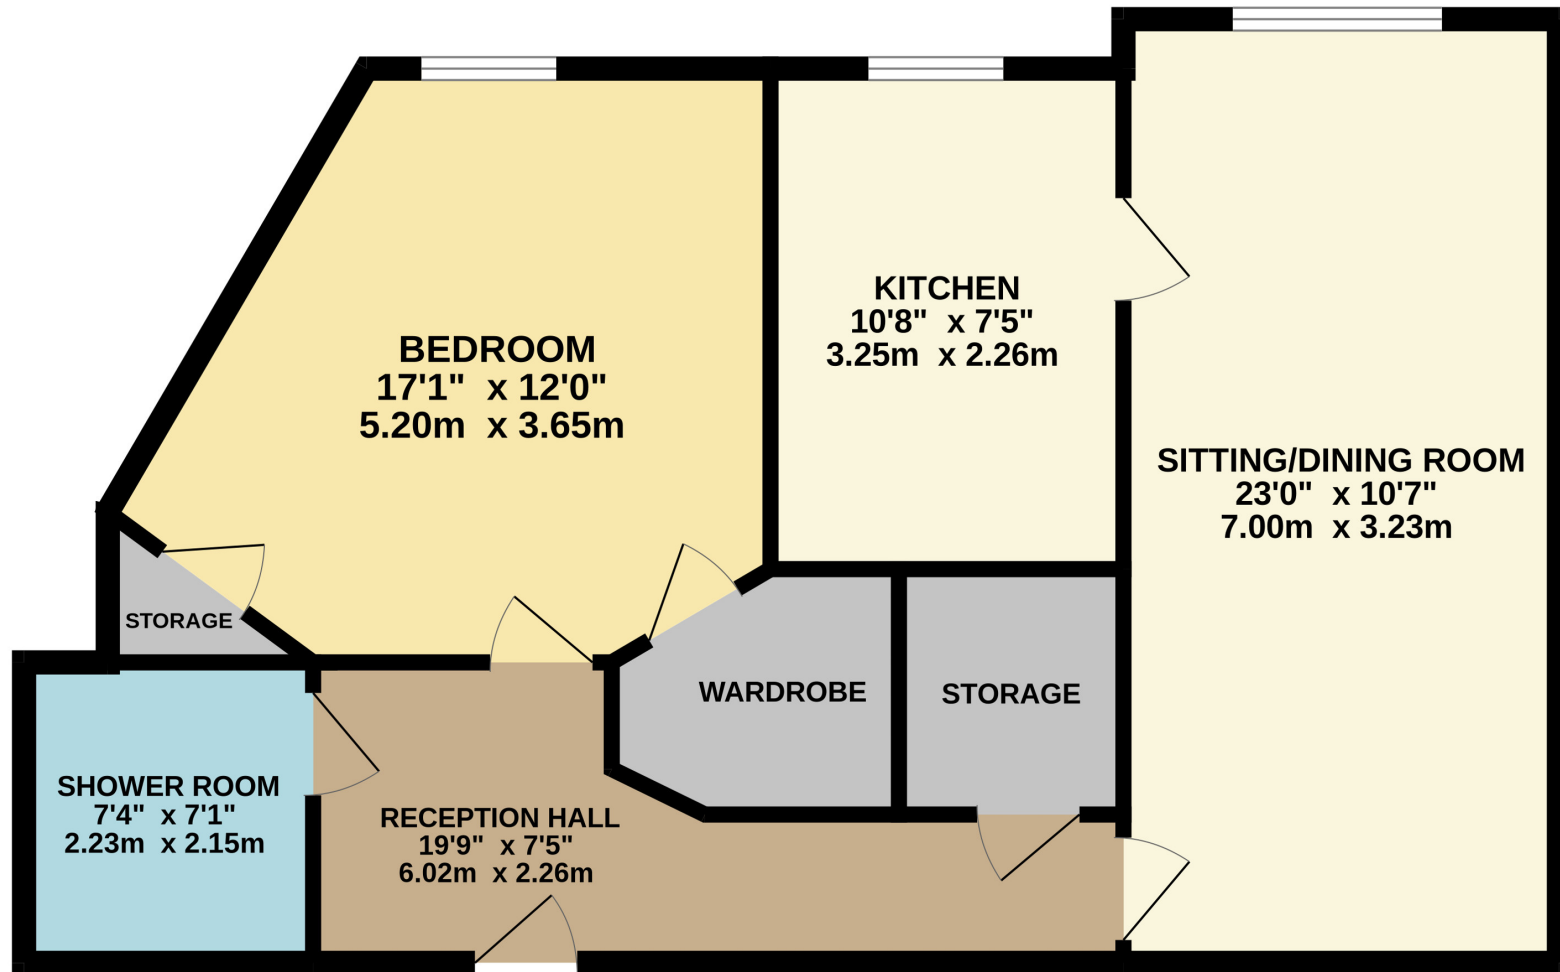 BEDROOM
17'1" x 12'0"
5.20m x 3.65m
KITCHEN
10'8" x 7'5"
3.25m x 2.26m
SITTING/DINING ROOM
23'0" x 10'7"
7.00m x 3.23m
STORAGE
WARDROBE
STORAGE
SHOWER ROOM
7'4" x 7'1"
2.23m x 2.15m
RECEPTION HALL
19'9" x 7'5"
6.02m x 2.26m